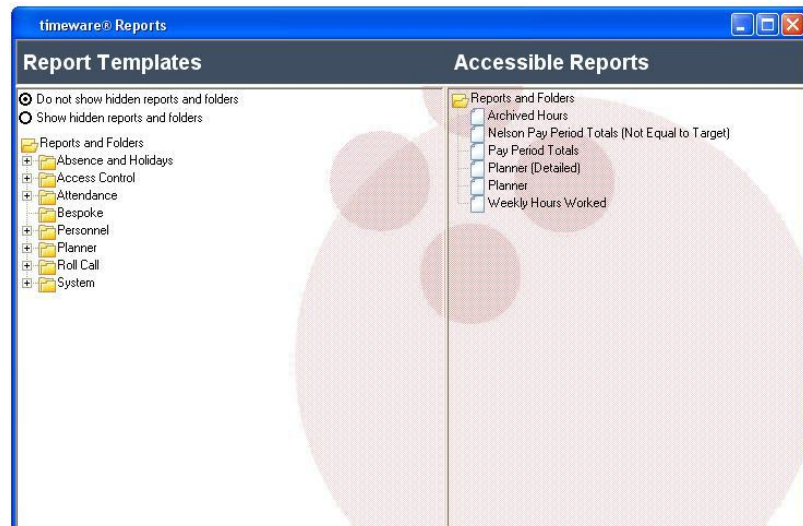 timeware® Reports
Report Templates
Accessible Reports
Do not show hidden reports and folders
Show hidden reports and folders
Reports and Folders
Absence and Holidays
Access Control
Attendance
Bespoke
Personnel
Planner
Roll Call
System
Reports and Folders
Archived Hours
Nelson Pay Period Totals (Not Equal to Target)
Pay Period Totals
Planner (Detailed)
Planner
Weekly Hours Worked